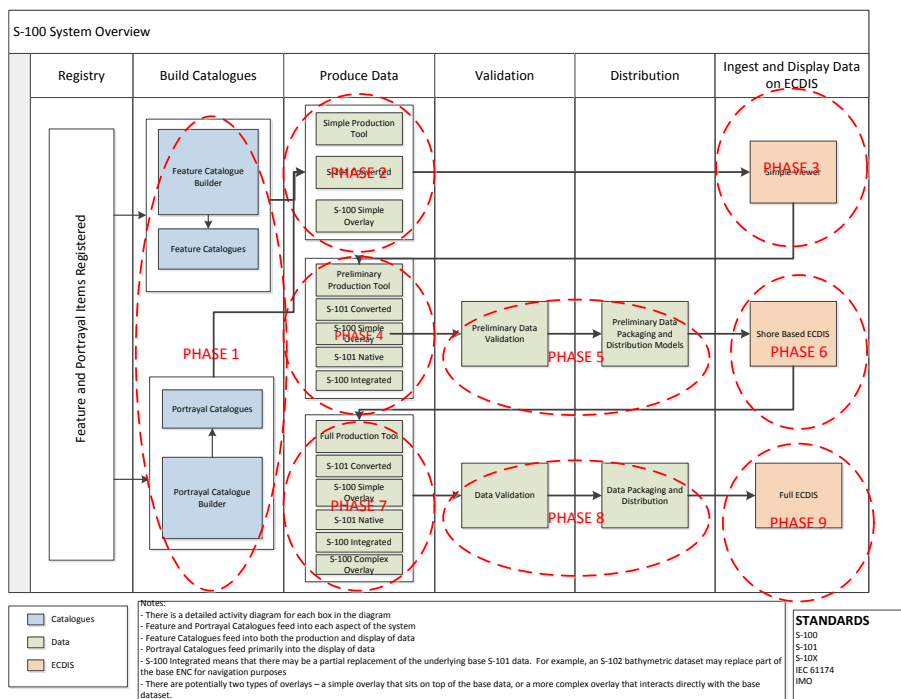 S-100 System Overview
Registry
Build Catalogues
Produce Data
Validation
Distribution
Ingest and Display Data
on ECDIS
Feature and Portrayal Items Registered
Feature Catalogue
Builder
Feature Catalogues
PHASE 1
Portrayal Catalogues
Portrayal Catalogue
Builder
Simple Production
Tool
S-101 Converted
PHASE 2
S-100 Simple
Overlay
PHASE 3
Simple Viewer
Preliminary
Production Tool
S-101 Converted
S-100 Simple
Overlay
PHASE 4
S-101 Native
S-100 Integrated
Preliminary Data
Validation
Preliminary Data
Packaging and
Distribution Models
PHASE 5
Shore Based ECDIS
PHASE 6
Full Production Tool
S-101 Converted
S-100 Simple
Overlay
PHASE 7
S-101 Native
S-100 Integrated
S-100 Complex
Overlay
Data Validation
Data Packaging and
Distribution
PHASE 8
Full ECDIS
PHASE 9
Catalogues
Data
ECDIS
Notes:
- There is a detailed activity diagram for each box in the diagram
- Feature and Portrayal Catalogues feed into each aspect of the system
- Feature Catalogues feed into both the production and display of data
- Portrayal Catalogues feed primarily into the display of data
- S-100 Integrated means that there may be a partial replacement of the underlying base S-101 data. For example, an S-102 bathymetric dataset may replace part of
the base ENC for navigation purposes
- There are potentially two types of overlays – a simple overlay that sits on top of the base data, or a more complex overlay that interacts directly with the base
dataset.
STANDARDS
S-100
S-101
S-10X
IEC 61174
IMO